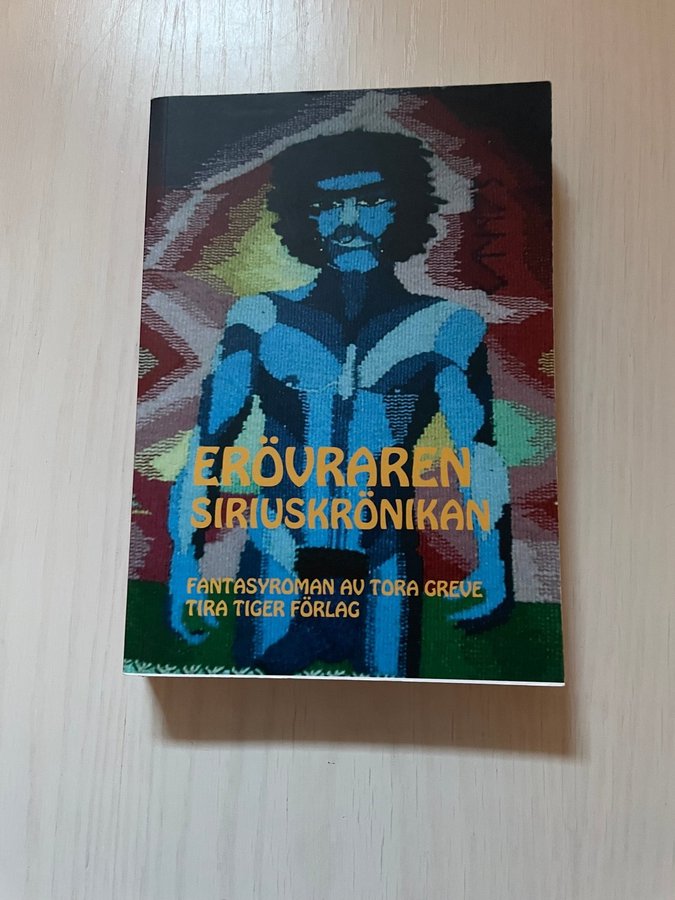 ERÖVRAREN
SIRIUSKRÖNIKAN
FANTASYROMAN AV TORA GREVE
TIRA TIGER FÖRLAG